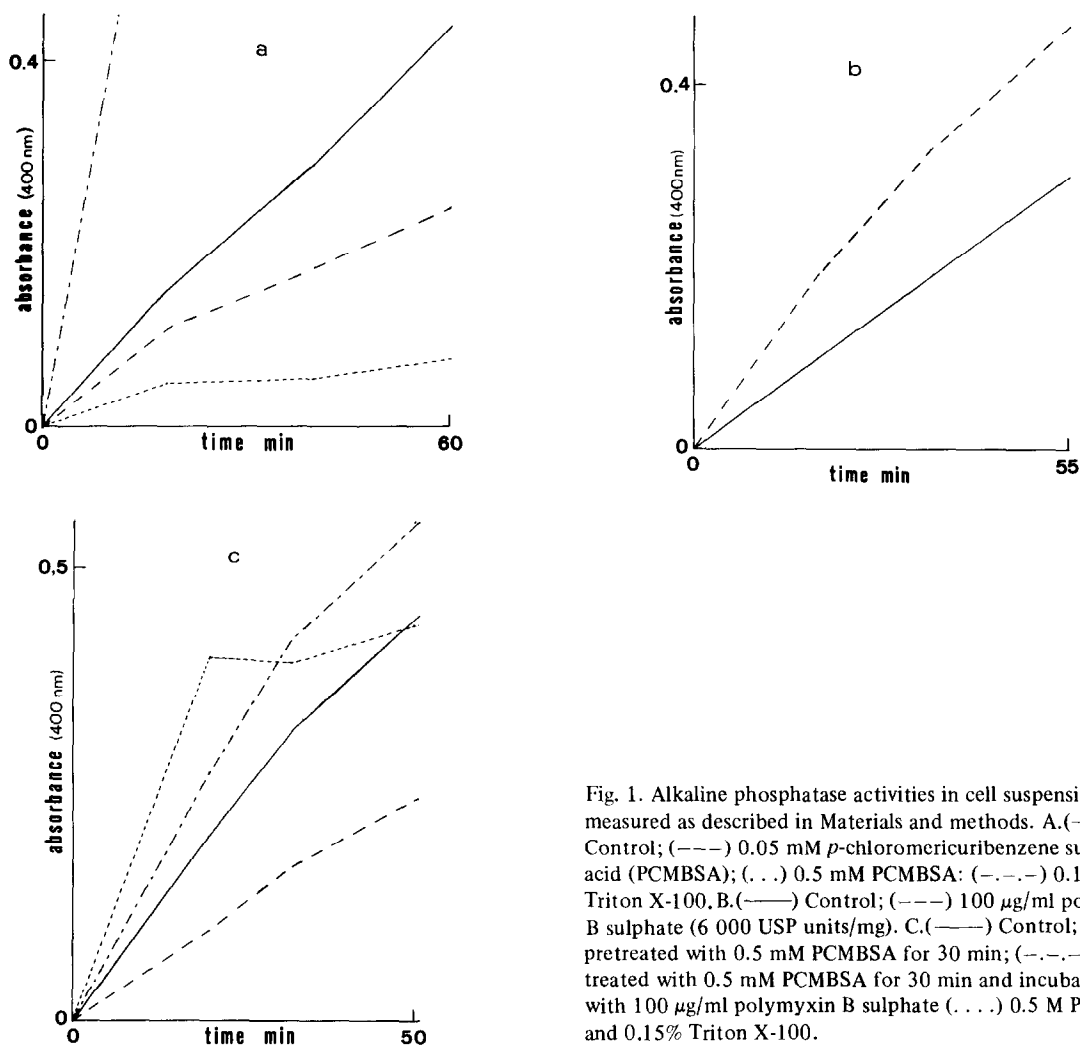 a
0.4
absorbance (400 nm)
0
0
time min
60
b
0.4
absorbance (400nm)
0
0
time min
55
c
0,5
absorbance (400 nm)
0
0
time min
50
Fig. 1. Alkaline phosphatase activities in cell suspensi
measured as described in Materials and methods. A.(—
Control; (---) 0.05 mM p-chloromericuribenzene su
acid (PCMBSA); (. . .) 0.5 mM PCMBSA: (-.-.-) 0.1
Triton X-100. B.(——) Control; (---) 100 μg/ml po
B sulphate (6 000 USP units/mg). C.(——) Control;
pretreated with 0.5 mM PCMBSA for 30 min; (-.-.-
treated with 0.5 mM PCMBSA for 30 min and incuba
with 100 μg/ml polymyxin B sulphate (. . . .) 0.5 M P
and 0.15% Triton X-100.